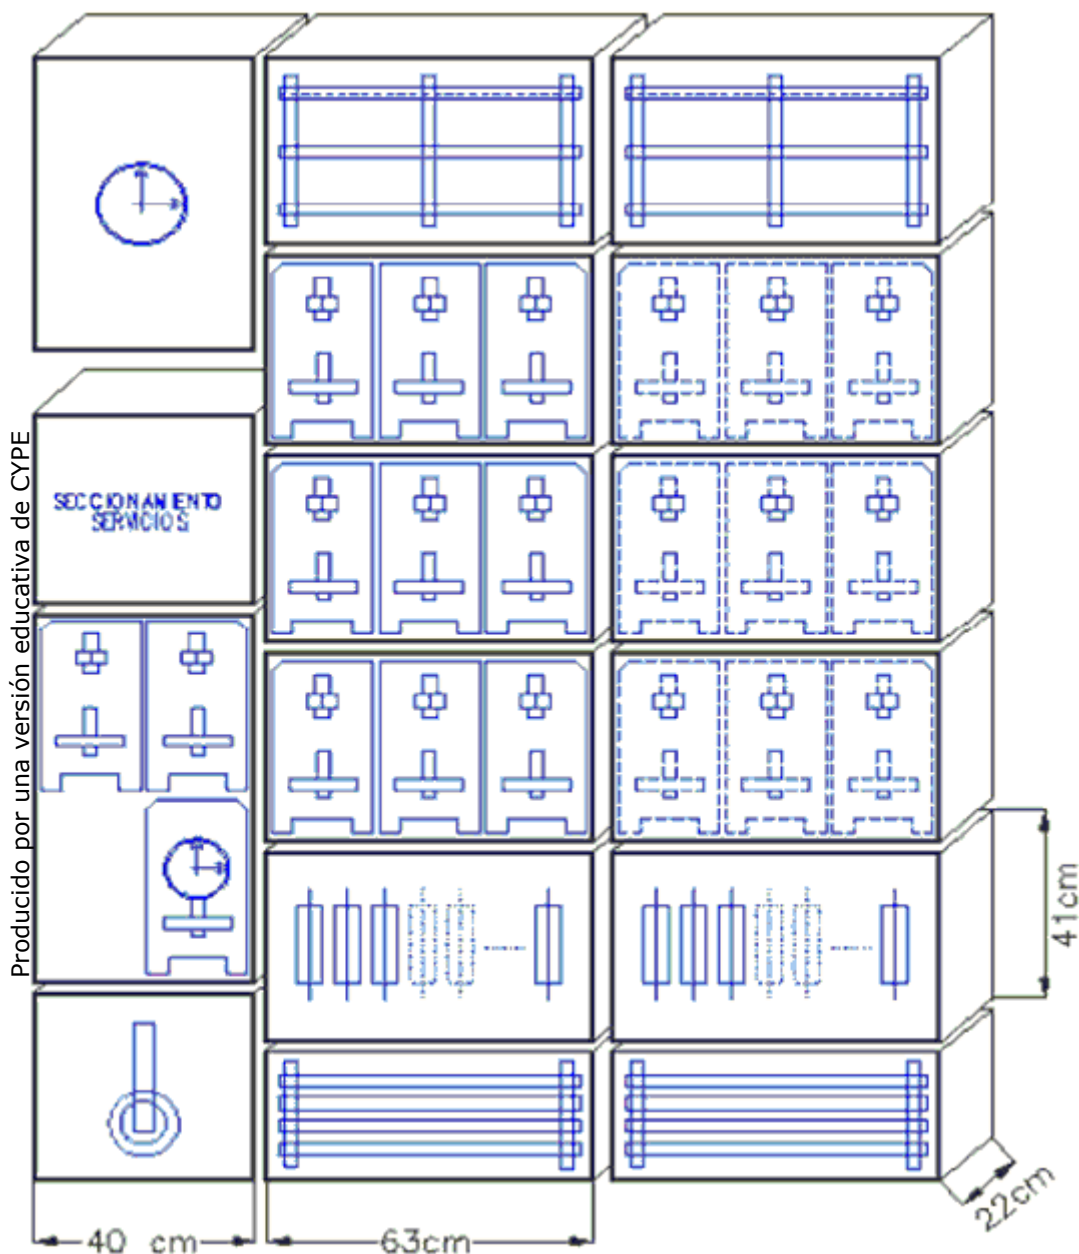 Producido por una versión educativa de CYPE
SECCIONAMIENTO
SERVICIOS
41cm
22cm
40 cm
63cm